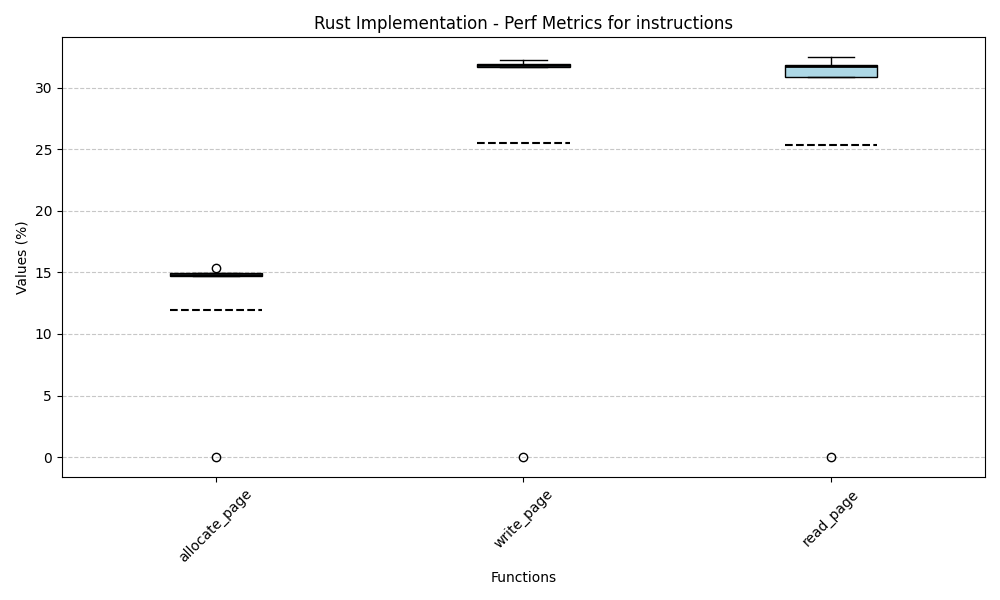 Rust Implementation - Perf Metrics for instructions
Values (%)
30
25
20
15
10
5
0
allocate_page
write_page
read_page
Functions